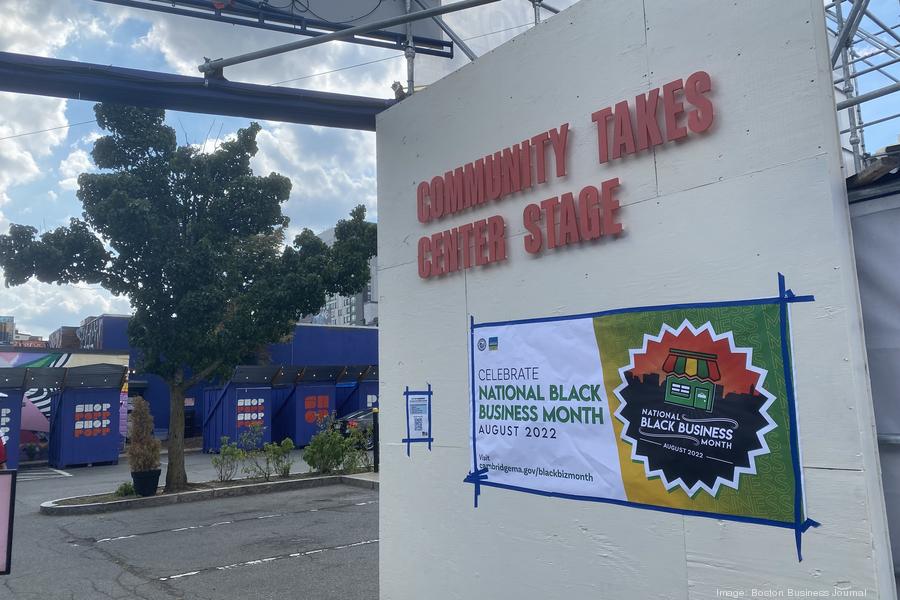 COMMUNITY TAKES
CENTER STAGE
CELEBRATE
NATIONAL BLACK
BUSINESS MONTH
AUGUST 2022
Visit
cambridgema.gov/blackbizmonth
NATIONAL
BLACK BUSINESS
MONTH
AUGUST 2022
SHOP
SHOP
Image: Boston Business Journal